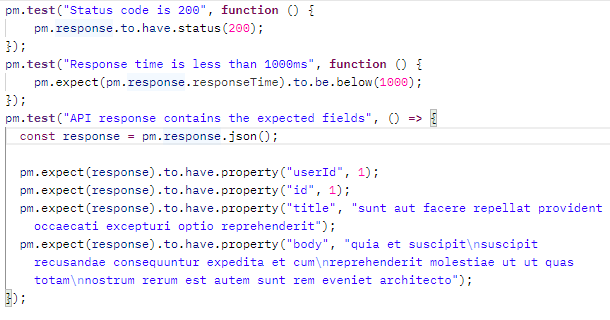 pm.test("Status code is 200", function () {
    pm.response.to.have.status(200);
});
pm.test("Response time is less than 1000ms", function () {
    pm.expect(pm.response.responseTime).to.be.below(1000);
});
pm.test("API response contains the expected fields", () => {
  const response = pm.response.json();

  pm.expect(response).to.have.property("userId", 1);
  pm.expect(response).to.have.property("id", 1);
  pm.expect(response).to.have.property("title", "sunt aut facere repellat provident
    occaecati excepturi optio reprehenderit");
  pm.expect(response).to.have.property("body", "quia et suscipit\nsuscipit
    recusandae consequuntur expedita et cum\nreprehenderit molestiae ut ut quas
    totam\nnostrum rerum est autem sunt rem eveniet architecto");
});